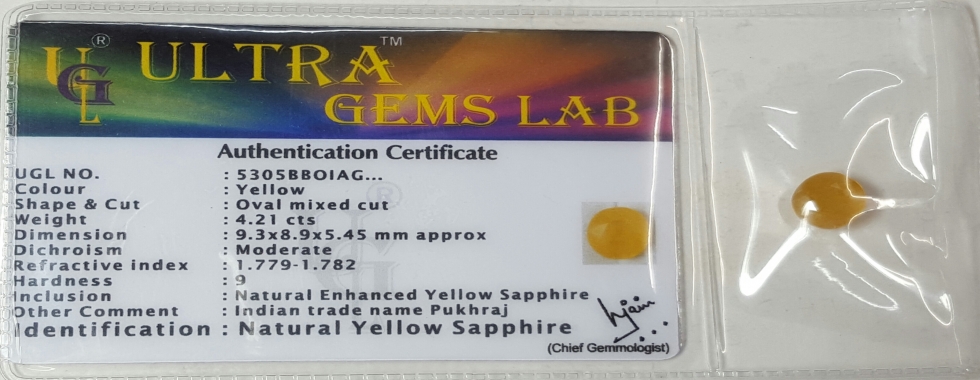 UGL ® ULTRA™
GEMS LAB
Authentication Certificate
UGL NO. : 5305BBOIAG...
Colour : Yellow
Shape & Cut : Oval mixed cut
Weight : 4.21 cts
Dimension : 9.3x8.9x5.45 mm approx
Dichroism : Moderate
Refractive index : 1.779-1.782
Hardness : 9
Inclusion : Natural Enhanced Yellow Sapphire
Other Comment : Indian trade name Pukhraj
Identification : Natural Yellow Sapphire
hjain
(Chief Gemmologist)